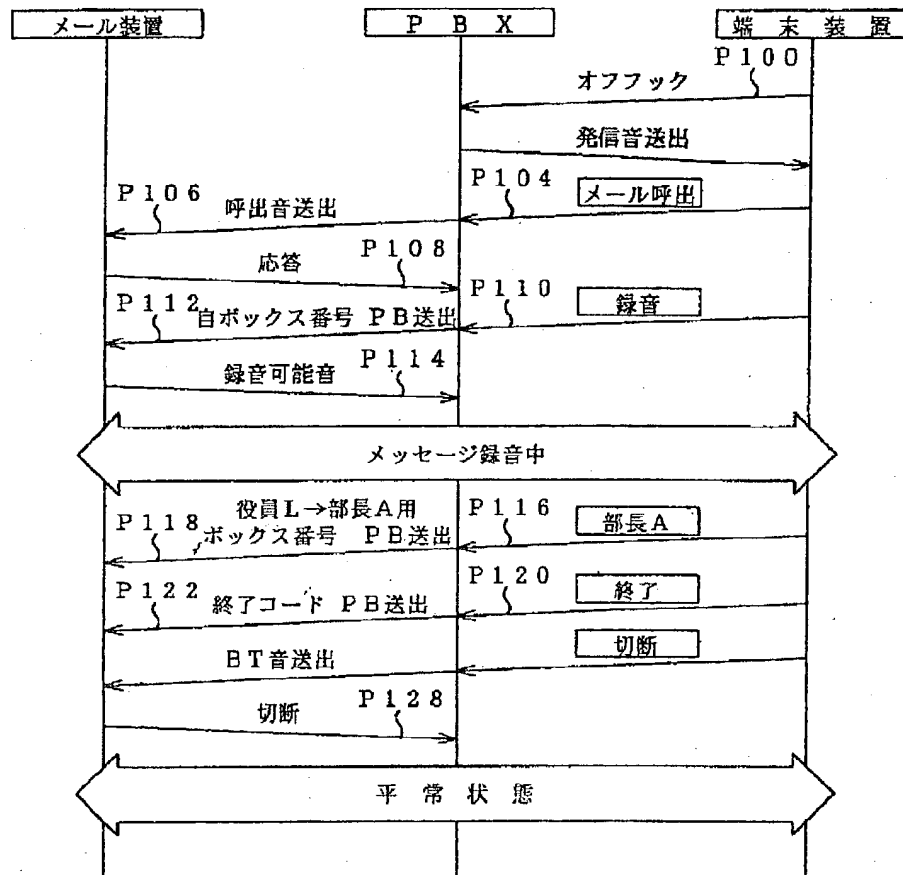 メール装置 PBX 端末装置
P100
オフフック
発信音送出
P104 メール呼出
P106 呼出音送出
応答 P108
P110 録音
P112
自ボックス番号 PB送出
録音可能音 P114
メッセージ録音中
役員L→部長A用
P116 部長A
P118 ボックス番号 PB送出
P120 終了
P122 終了コード PB送出
切断
BT音送出
切断 P128
平常状態